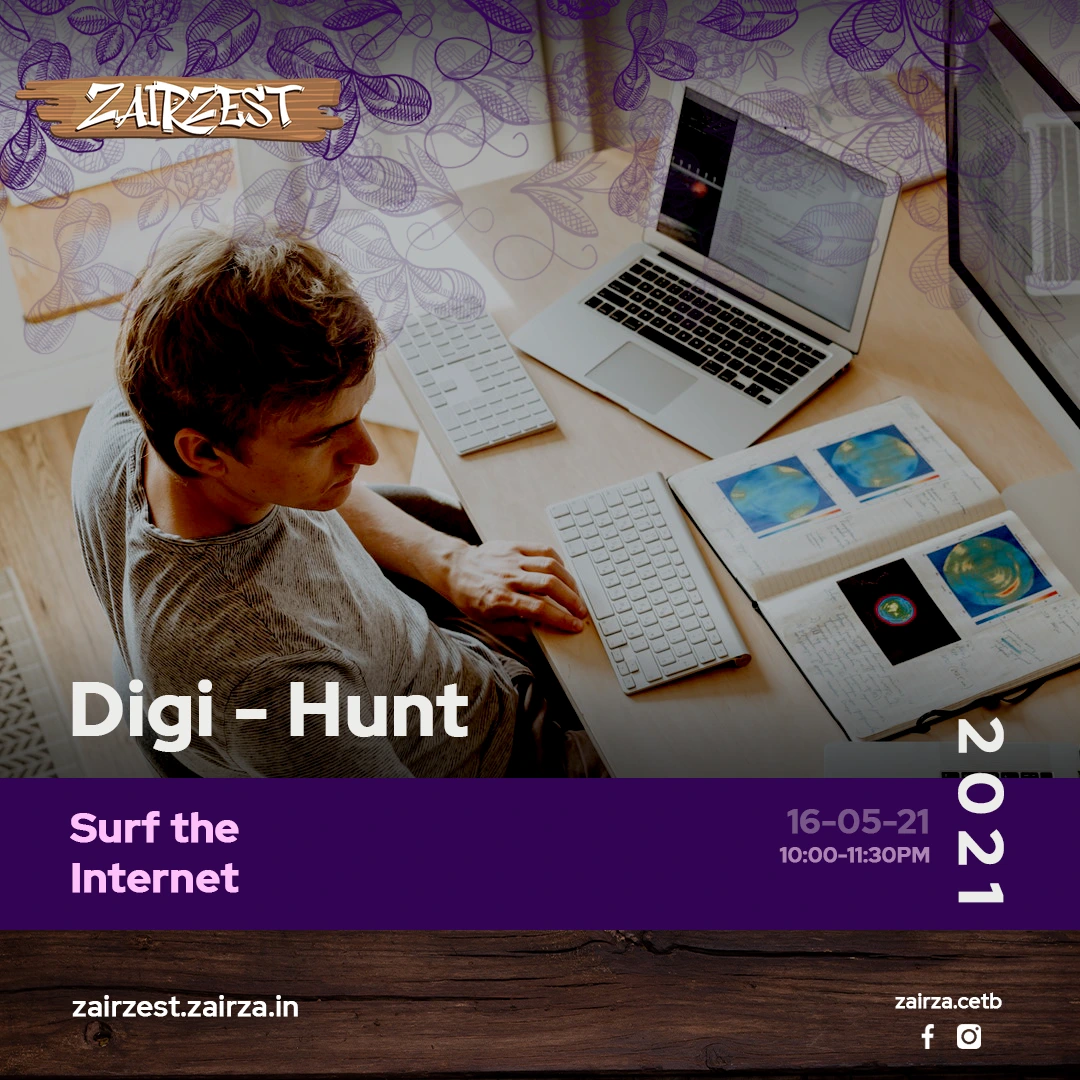 ZAIRZEST
Digi - Hunt
Surf the
Internet
16-05-21
10:00-11:30PM
2021
zairzest.zairza.in
zairza.cetb